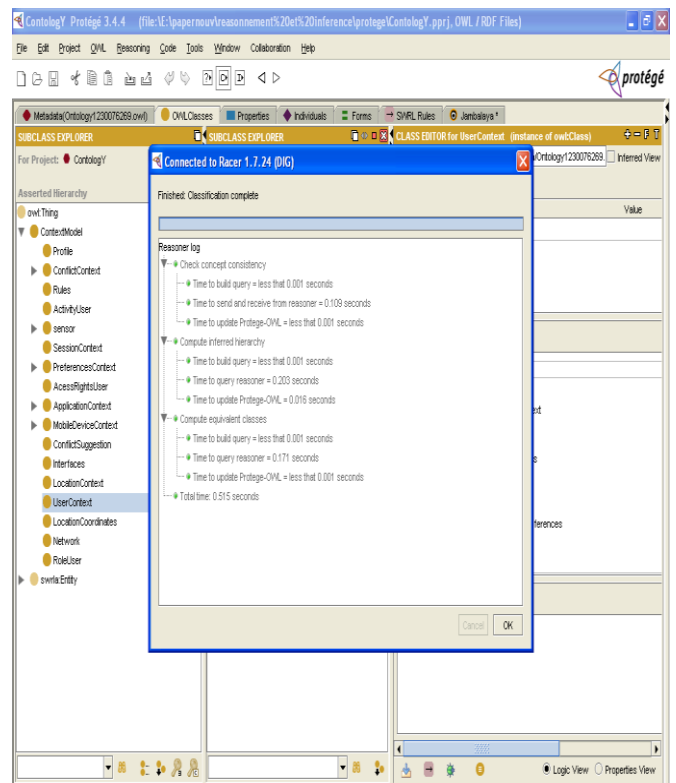 ContologY Protégé 3.4.4 (file:\E:\papernouv\reasonnement%20et%20inference\protege\ContologY.pprj, OWL / RDF Files)
File Edit Project OWL Reasoning Code Tools Window Collaboration Help
protégé
Metadata(Ontology1230076269.owl) OWLClasses Properties Individuals Forms SWRL Rules Jambalaya
SUBCLASS EXPLORER
SUBCLASS EXPLORER
CLASS EDITOR for UserContext (instance of owl:Class)
For Project: ContologY
/Ontology1230076269. Inferred View
Connected to Racer 1.7.24 (DIG)
Asserted Hierarchy
Finished: Classification complete
Value
owl:Thing
ContextModel
Profile
ConflictContext
Rules
ActivityUser
sensor
SessionContext
PreferencesContext
AcessRightsUser
ApplicationContext
MobileDeviceContext
ConflictSuggestion
Interfaces
LocationContext
UserContext
LocationCoordinates
Network
RoleUser
swrla:Entity
Reasoner log
Check concept consistency
Time to build query = less that 0.001 seconds
Time to send and receive from reasoner = 0.109 seconds
Time to update Protege-OWL = less that 0.001 seconds
Compute inferred hierarchy
Time to build query = less that 0.001 seconds
Time to query reasoner = 0.203 seconds
Time to update Protege-OWL = 0.016 seconds
Compute equivalent classes
Time to build query = less that 0.001 seconds
Time to query reasoner = 0.171 seconds
Time to update Protege-OWL = less that 0.001 seconds
Total time: 0.515 seconds
Cancel OK
Logic View Properties View